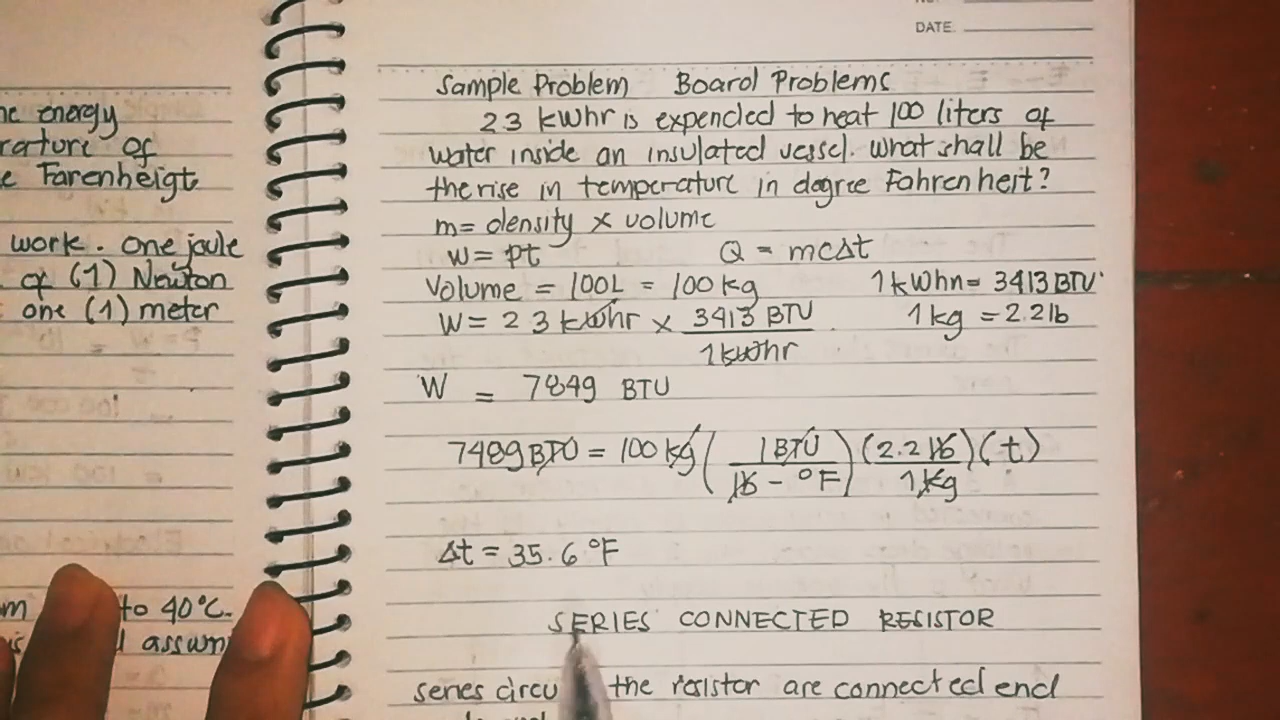 DATE
ne energy
rature of
e Farenheigt
work. One joule
of (1) Newton
one (1) meter
to 40°C.
assum
Sample Problem Board Problems
23 kWhr is expended to heat 100 liters of
water inside an insulated vessel. What shall be
the rise in temperature in degree Fahrenheit?
m= density x volume
W = pt Q = mcΔt
Volume = 100L = 100 kg 1 kWhn = 3413 BTU
W = 2 3 kWhr x 3413 BTU / 1 kWhr 1 kg = 2.2 lb
W = 7849 BTU
7489 BTU = 100 kg ( 1 BTU / lb - °F ) (2.2 lb / 1 kg) (t)
Δt = 35.6 °F
SERIES CONNECTED RESISTOR
series circu the resistor are connected end